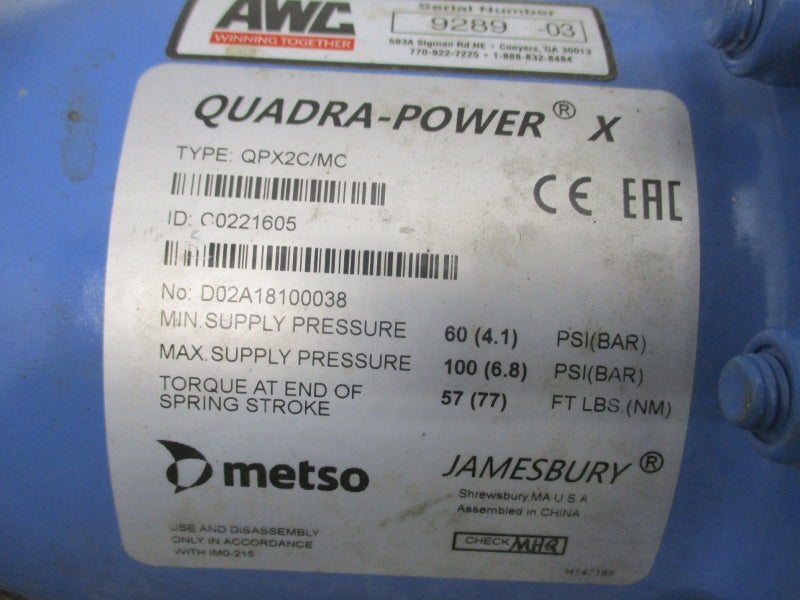 AWC
WINNING TOGETHER
Serial Number
9289 -03
593A Sigman Rd NE • Conyers, GA 30013
770-922-7225 • 1-888-832-8484
QUADRA-POWER® X
TYPE: QPX2C/MC
CE EAC
ID: C0221605
No: D02A18100038
MIN.SUPPLY PRESSURE 60 (4.1) PSI(BAR)
MAX.SUPPLY PRESSURE 100 (6.8) PSI(BAR)
TORQUE AT END OF
SPRING STROKE 57 (77) FT LBS.(NM)
metso
JAMESBURY®
Shrewsbury,MA U S A
Assembled in CHINA
USE AND DISASSEMBLY
ONLY IN ACCORDANCE
WITH IMO-215
CHECK MHQ
H147165